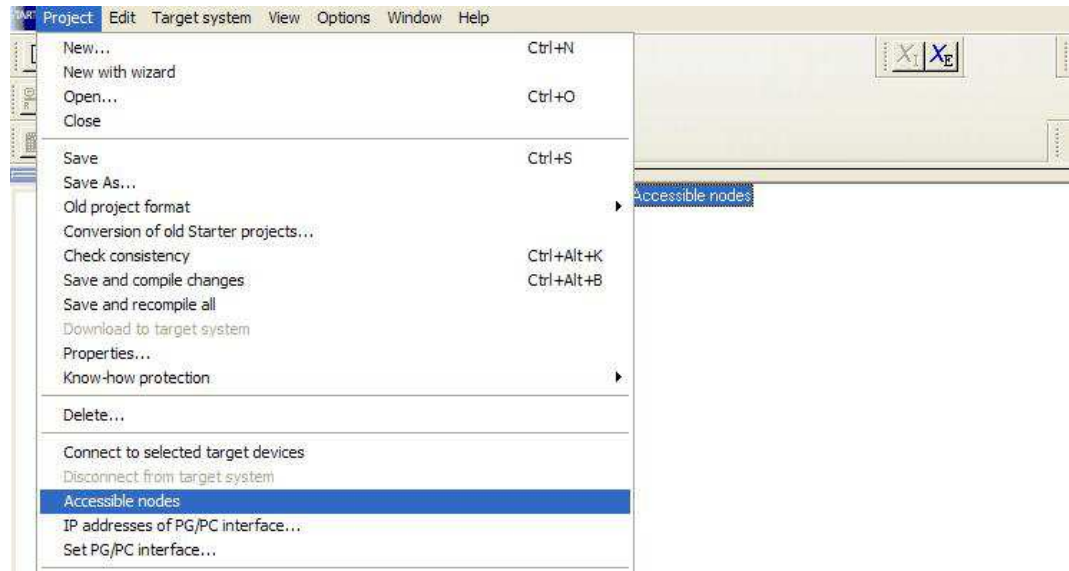 Project Edit Target system View Options Window Help
New... Ctrl+N
New with wizard
Open... Ctrl+O
Close
X_I X_E
Save Ctrl+S
Save As...
Accessible nodes
Old project format
Conversion of old Starter projects...
Check consistency Ctrl+Alt+K
Save and compile changes Ctrl+Alt+B
Save and recompile all
Download to target system
Properties...
Know-how protection
Delete...
Connect to selected target devices
Disconnect from target system
Accessible nodes
IP addresses of PG/PC interface...
Set PG/PC interface...